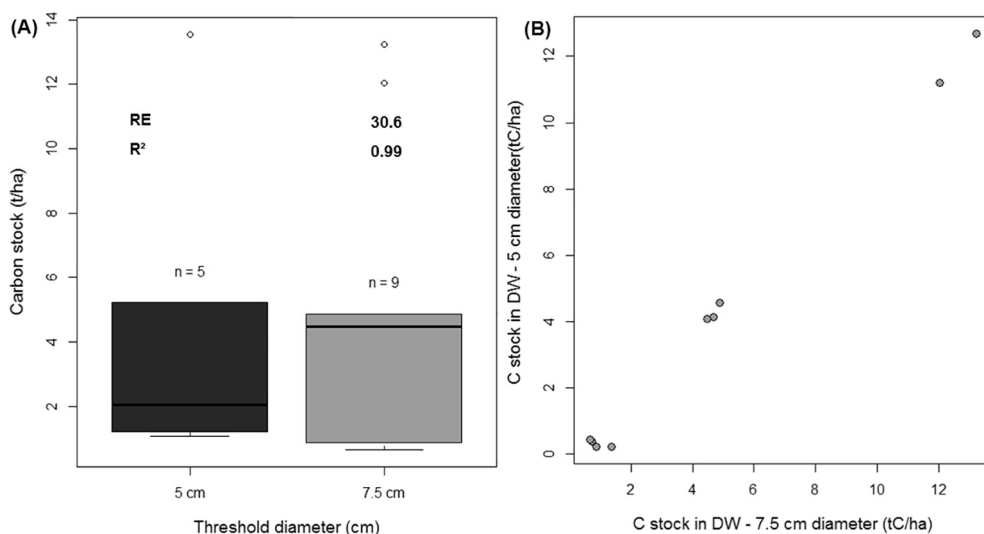 (A)
Carbon stock (t/ha)
14
12
10
8
6
4
2
RE 30.6
R² 0.99
n = 5 n = 9
5 cm 7.5 cm
Threshold diameter (cm)
(B)
C stock in DW - 5 cm diameter(tC/ha)
12
10
8
6
4
2
0
2 4 6 8 10 12
C stock in DW - 7.5 cm diameter (tC/ha)